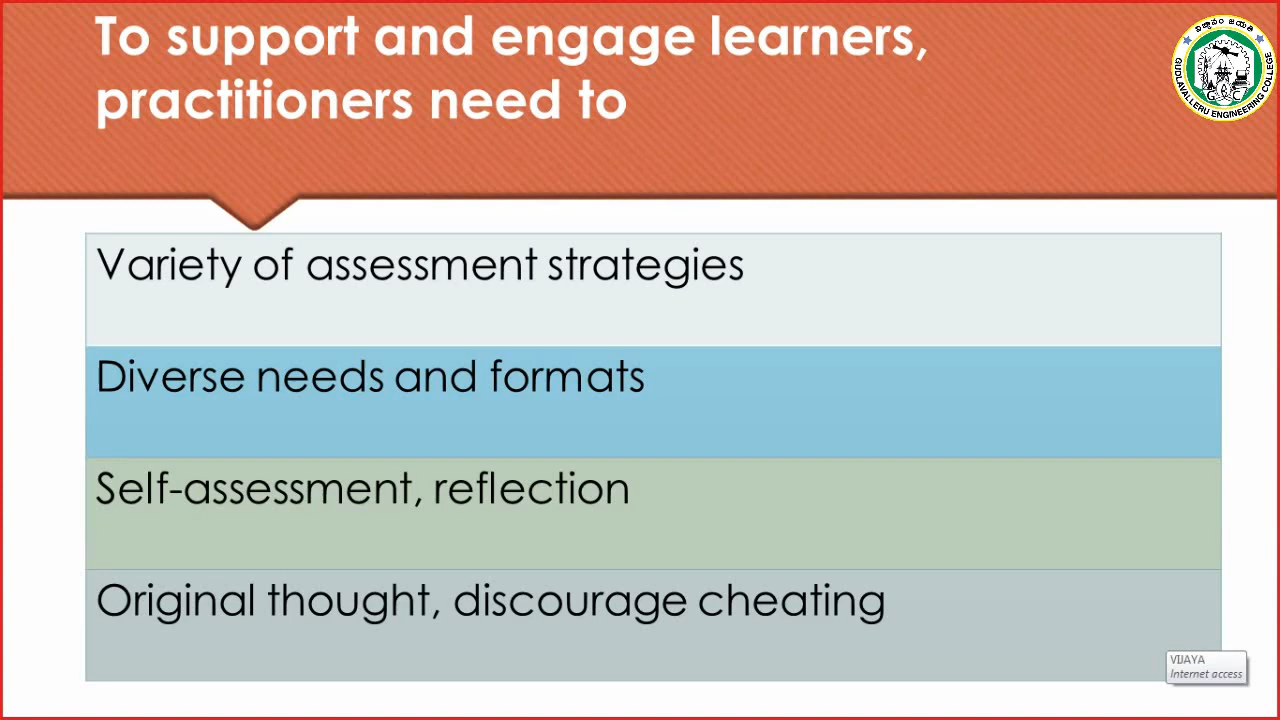 To support and engage learners,
practitioners need to
GUDLAVALLERU ENGINEERING COLLEGE
Variety of assessment strategies
Diverse needs and formats
Self-assessment, reflection
Original thought, discourage cheating
VIJAYA
Internet access